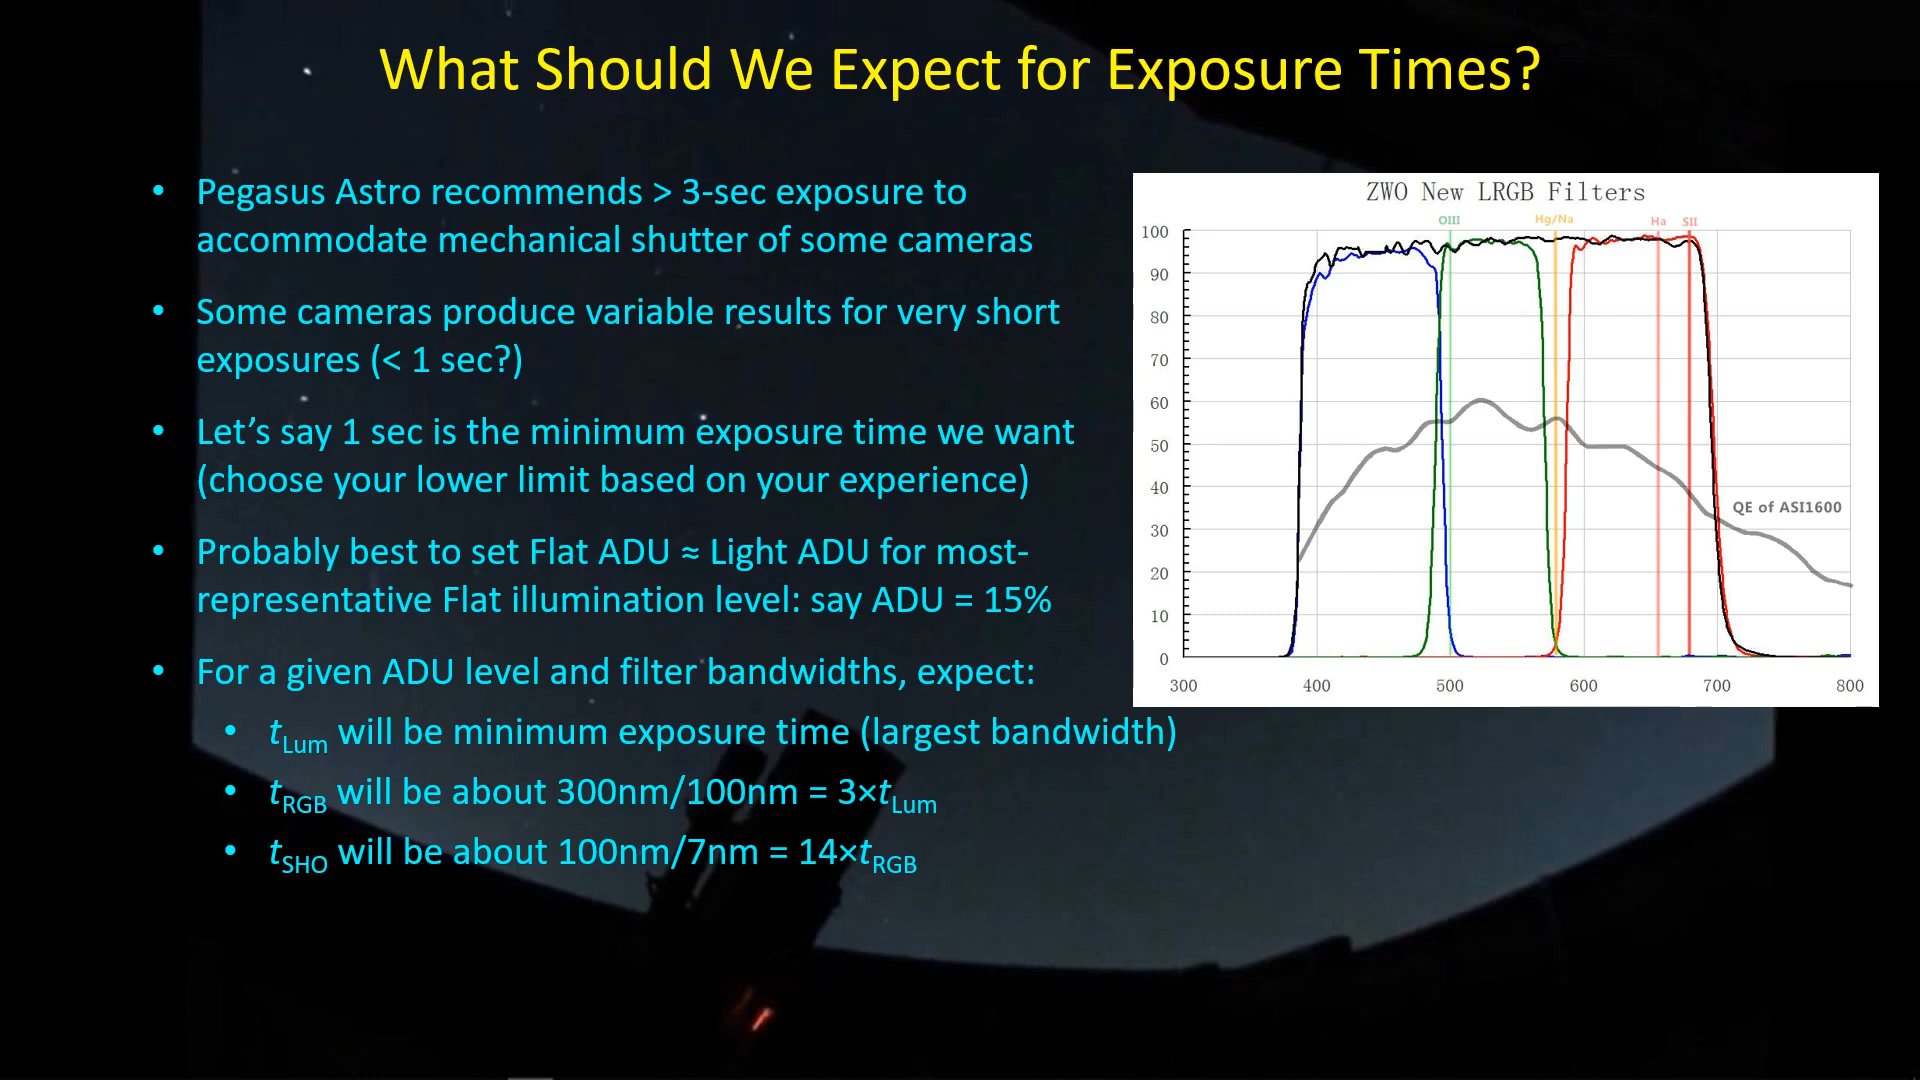 What Should We Expect for Exposure Times?
• Pegasus Astro recommends > 3-sec exposure to
accommodate mechanical shutter of some cameras
• Some cameras produce variable results for very short
exposures (< 1 sec?)
• Let’s say 1 sec is the minimum exposure time we want
(choose your lower limit based on your experience)
• Probably best to set Flat ADU ≈ Light ADU for most-
representative Flat illumination level: say ADU = 15%
• For a given ADU level and filter bandwidths, expect:
• tLum will be minimum exposure time (largest bandwidth)
• tRGB will be about 300nm/100nm = 3×tLum
• tSHO will be about 100nm/7nm = 14×tRGB
ZWO New LRGB Filters
OIII Hg/Na Ha SII
100
90
80
70
60
50
40
30
20
10
0
QE of ASI1600
300 400 500 600 700 800